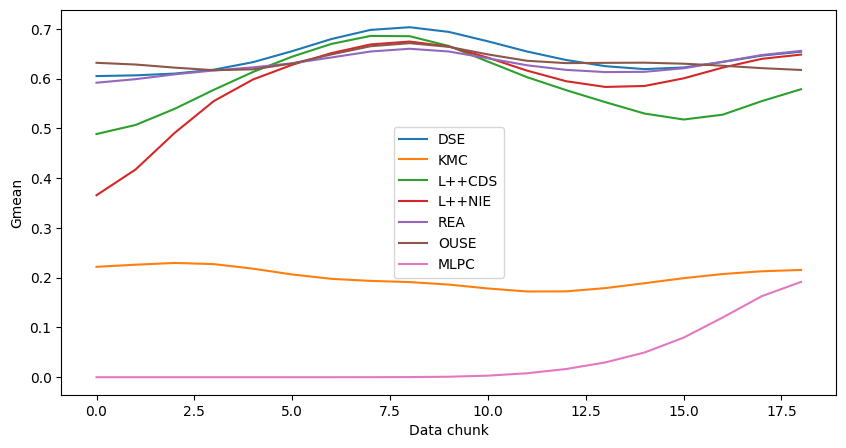 0.7
0.6
0.5
0.4
0.3
0.2
0.1
0.0
Gmean
DSE
KMC
L++CDS
L++NIE
REA
OUSE
MLPC
0.0 2.5 5.0 7.5 10.0 12.5 15.0 17.5
Data chunk